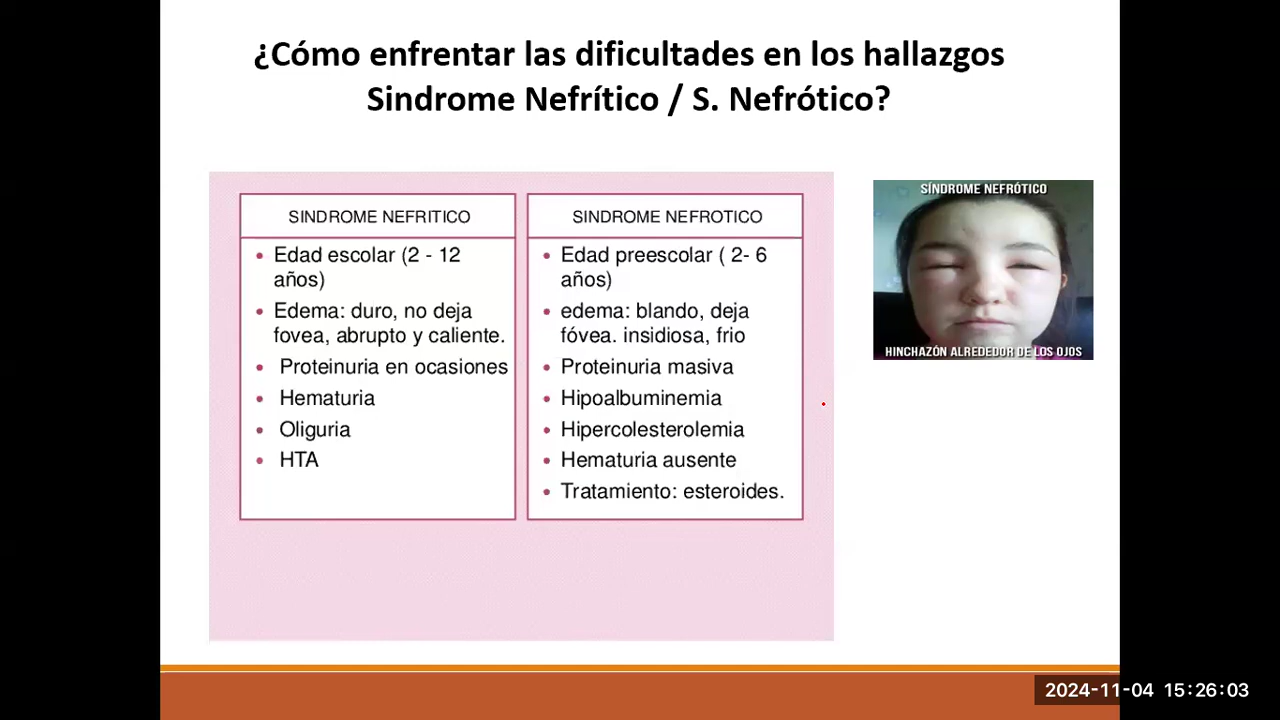 ¿Cómo enfrentar las dificultades en los hallazgos
Sindrome Nefrítico / S. Nefrótico?
SINDROME NEFRITICO
• Edad escolar (2 - 12
años)
• Edema: duro, no deja
fovea, abrupto y caliente.
• Proteinuria en ocasiones
• Hematuria
• Oliguria
• HTA
SINDROME NEFROTICO
• Edad preescolar ( 2- 6
años)
• edema: blando, deja
fóvea. insidiosa, frio
• Proteinuria masiva
• Hipoalbuminemia
• Hipercolesterolemia
• Hematuria ausente
• Tratamiento: esteroides.
SÍNDROME NEFRÓTICO
HINCHAZÓN ALREDEDOR DE LOS OJOS
2024-11-04 15:26:03